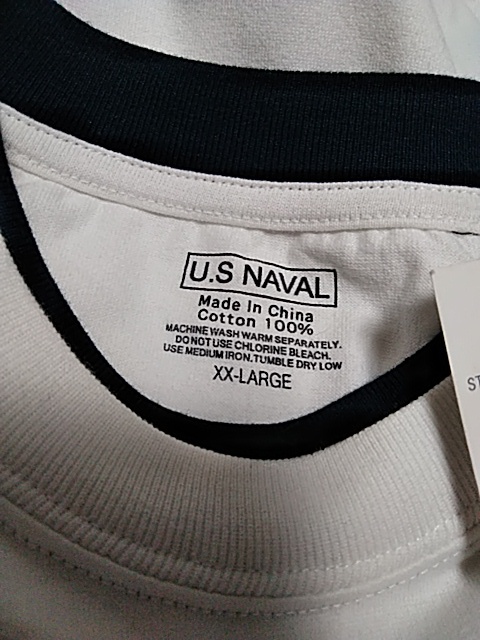 U.S NAVAL
Made In China
Cotton 100%
MACHINE WASH WARM SEPARATELY.
DO NOT USE CHLORINE BLEACH.
USE MEDIUM IRON.TUMBLE DRY LOW
XX-LARGE
ST